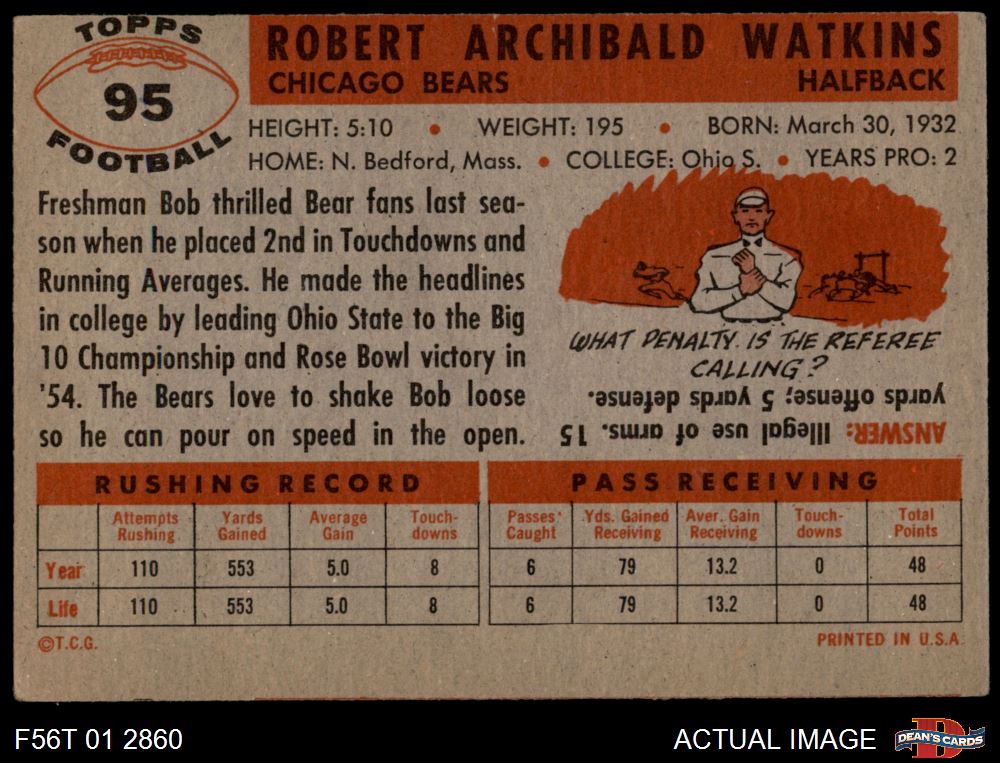 TOPPS
95
FOOTBALL
ROBERT ARCHIBALD WATKINS
CHICAGO BEARS HALFBACK
HEIGHT: 5:10 • WEIGHT: 195 • BORN: March 30, 1932
HOME: N. Bedford, Mass. • COLLEGE: Ohio S. • YEARS PRO: 2
Freshman Bob thrilled Bear fans last sea-
son when he placed 2nd in Touchdowns and
Running Averages. He made the headlines
in college by leading Ohio State to the Big
10 Championship and Rose Bowl victory in
'54. The Bears love to shake Bob loose
so he can pour on speed in the open.
WHAT PENALTY IS THE REFEREE
CALLING?
ANSWER: Illegal use of arms. 15
yards offense; 5 yards defense.
RUSHING RECORD
Attempts Rushing Yards Gained Average Gain Touch-downs
Year 110 553 5.0 8
Life 110 553 5.0 8
PASS RECEIVING
Passes Caught Yds. Gained Receiving Aver. Gain Receiving Touch-downs Total Points
6 79 13.2 0 48
6 79 13.2 0 48
©T.C.G. PRINTED IN U.S.A.
F56T 01 2860 ACTUAL IMAGE DEAN'S CARDS